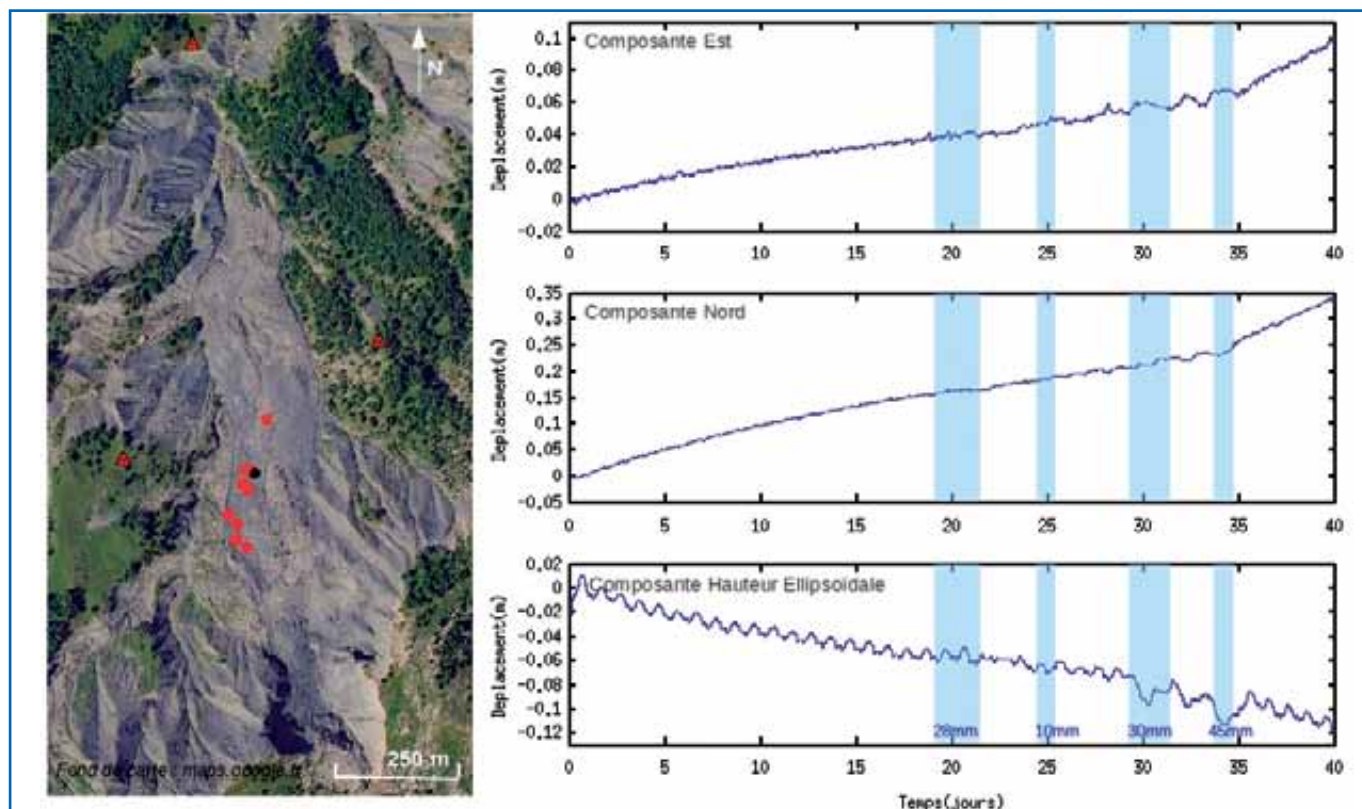 N
250 m
Fond de carte : maps.google.fr
Composante Est
Deplacement(m)
0.1
0.08
0.06
0.04
0.02
0
-0.02
0 5 10 15 20 25 30 35 40
Composante Nord
Deplacement(m)
0.35
0.3
0.25
0.2
0.15
0.1
0.05
0
-0.05
0 5 10 15 20 25 30 35 40
Composante Hauteur Ellipsoïdale
Deplacement(m)
0.02
0
-0.02
-0.04
-0.06
-0.08
-0.1
-0.12
28mm 10mm 30mm 45mm
0 5 10 15 20 25 30 35 40
Temps(jours)